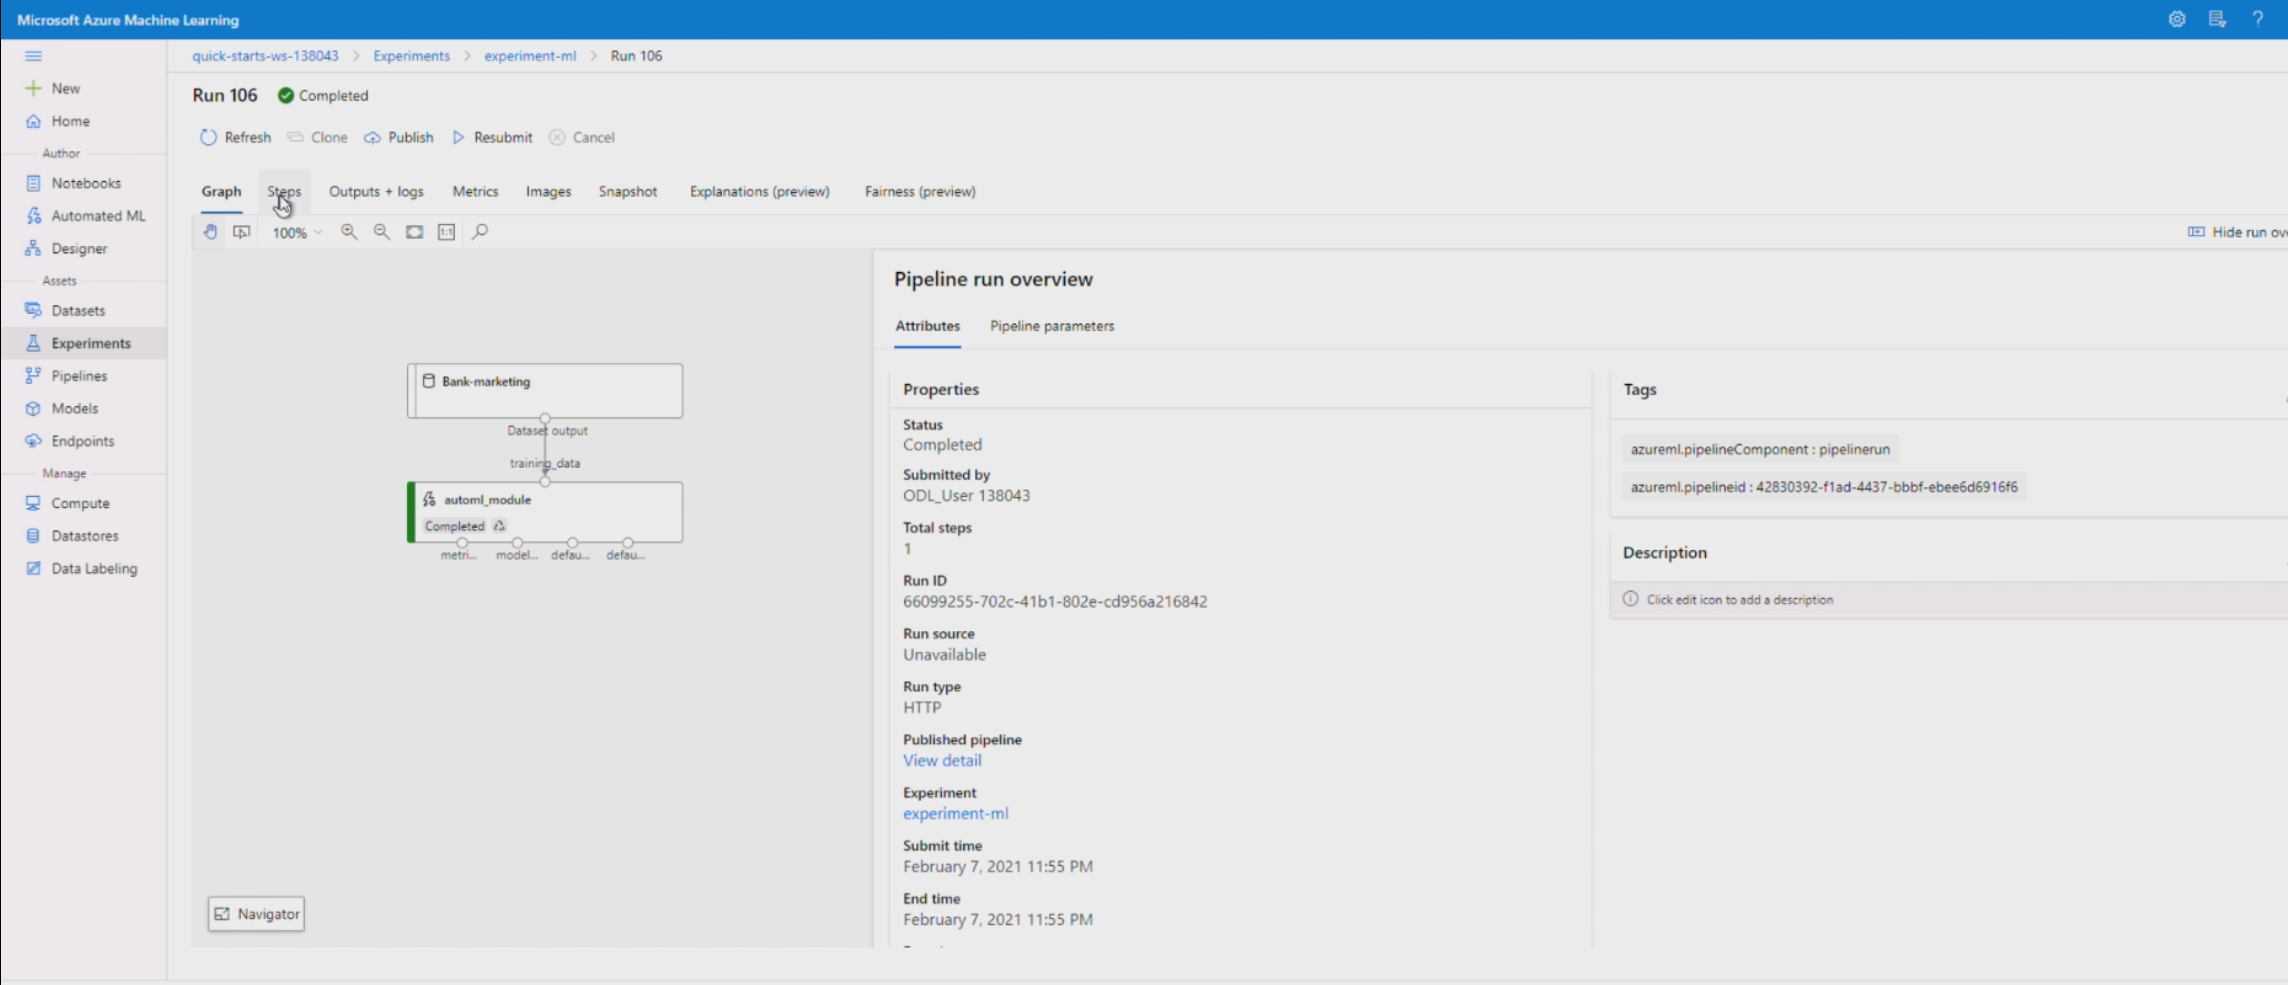 Microsoft Azure Machine Learning
quick-starts-ws-138043 > Experiments > experiment-ml > Run 106
New
Home
Author
Notebooks
Automated ML
Designer
Assets
Datasets
Experiments
Pipelines
Models
Endpoints
Manage
Compute
Datastores
Data Labeling
Run 106 Completed
Refresh Clone Publish Resubmit Cancel
Graph Steps Outputs + logs Metrics Images Snapshot Explanations (preview) Fairness (preview)
100% 1:1 Hide run ov
Bank-marketing
Dataset output
training_data
automl_module
Completed
metri... model... defau... defau...
Navigator
Pipeline run overview
Attributes Pipeline parameters
Properties
Status
Completed
Submitted by
ODL_User 138043
Total steps
1
Run ID
66099255-702c-41b1-802e-cd956a216842
Run source
Unavailable
Run type
HTTP
Published pipeline
View detail
Experiment
experiment-ml
Submit time
February 7, 2021 11:55 PM
End time
February 7, 2021 11:55 PM
Tags
azureml.pipelineComponent : pipelinerun
azureml.pipelineid : 42830392-f1ad-4437-bbbf-ebee6d6916f6
Description
Click edit icon to add a description